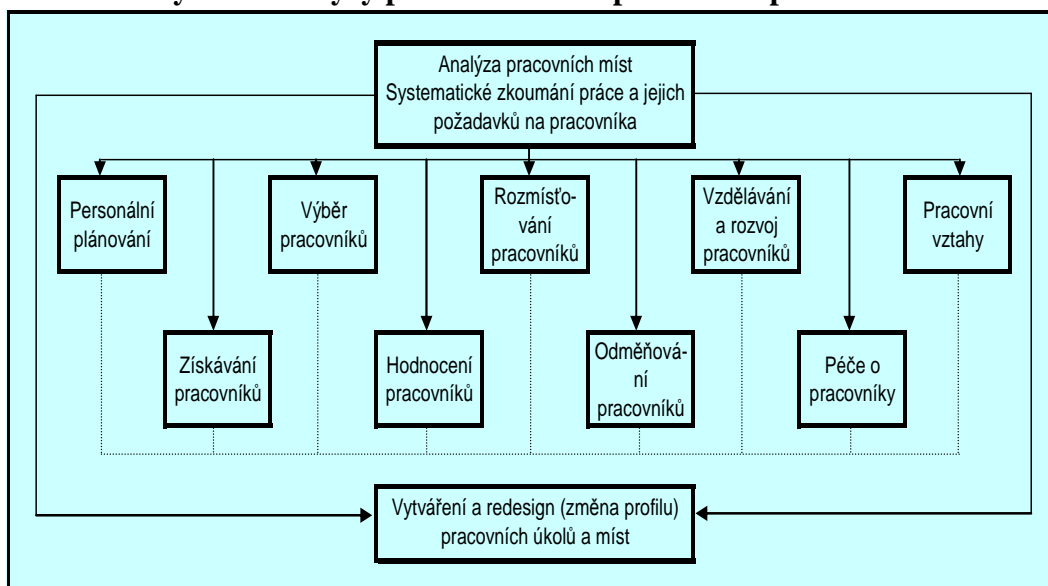 Analýza pracovních míst
Systematické zkoumání práce a jejich
požadavků na pracovníka
Personální
plánování
Výběr
pracovníků
Rozmísťo-
vání
pracovníků
Vzdělávání
a rozvoj
pracovníků
Pracovní
vztahy
Získávání
pracovníků
Hodnocení
pracovníků
Odměňová-
ní
pracovníků
Péče o
pracovníky
Vytváření a redesign (změna profilu)
pracovních úkolů a míst